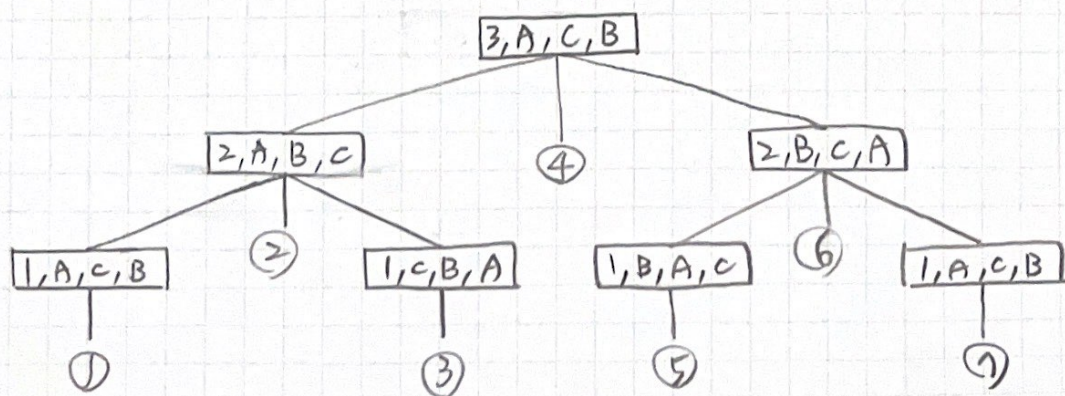 3, A, C, B
2, A, B, C
④
2, B, C, A
1, A, C, B
②
1, C, B, A
1, B, A, C
⑥
1, A, C, B
①
③
⑤
⑦